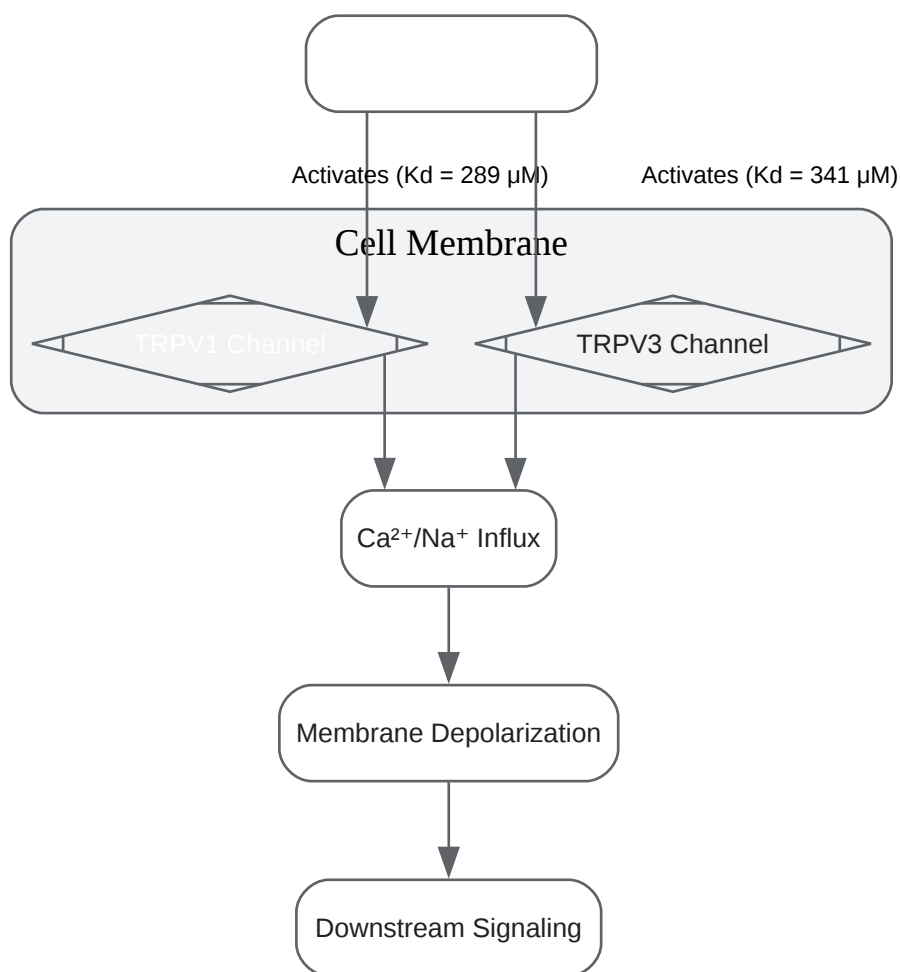 Activates (Kd = 289 μM)
Activates (Kd = 341 μM)
Cell Membrane
TRPV1 Channel
TRPV3 Channel
Ca²⁺/Na⁺ Influx
Membrane Depolarization
Downstream Signaling